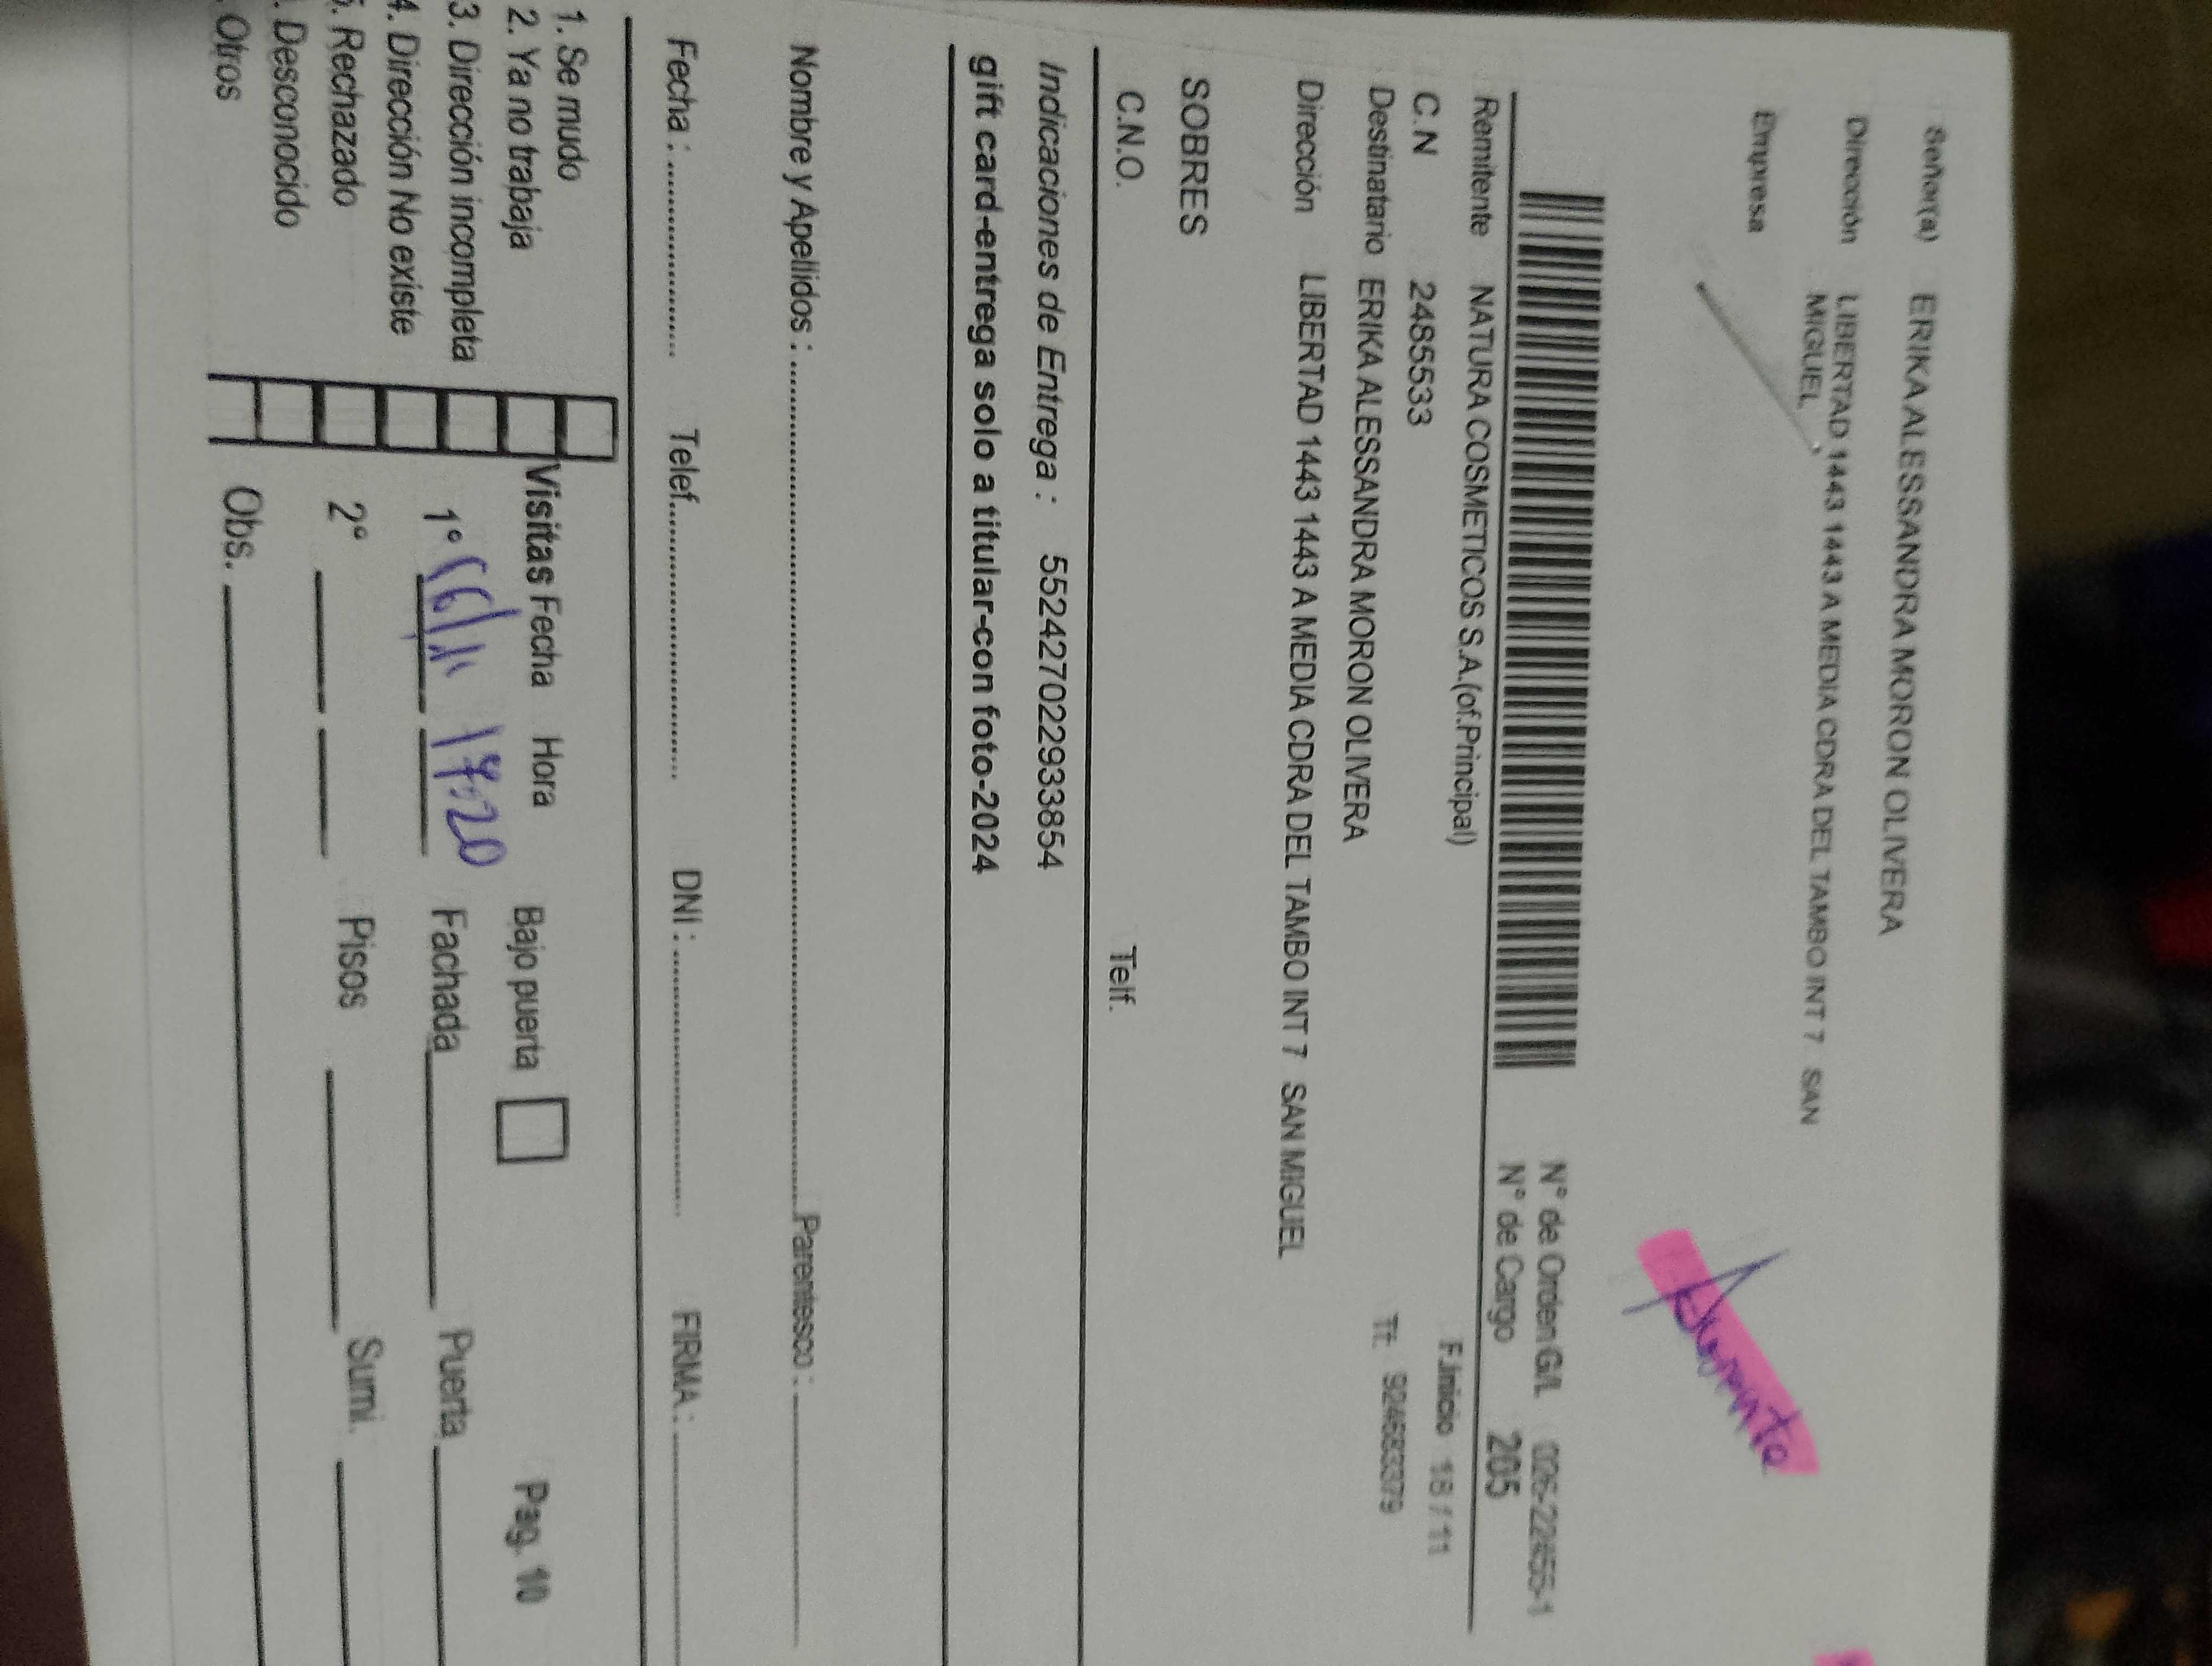 Señor(a) ERIKA ALESSANDRA MORON OLIVERA
Dirección LIBERTAD 1443 1443 A MEDIA CDRA DEL TAMBO INT 7 SAN
MIGUEL
Empresa
N° de Orden G/L 026-22455-1
N° de Cargo 205
Remitente NATURA COSMETICOS S.A.(of.Principal)
F.Inicio 18 / 11
C.N 2485533
Destinatario ERIKA ALESSANDRA MORON OLIVERA
Tf: 924683379
Dirección LIBERTAD 1443 1443 A MEDIA CDRA DEL TAMBO INT 7 SAN MIGUEL
SOBRES
C.N.O. Telf.
Indicaciones de Entrega : 5524270229338​54
gift card-entrega solo a titular-con foto-2024
Nombre y Apellidos : Parentesco :
Fecha : Telef. DNI : FIRMA :
1. Se mudo
2. Ya no trabaja
3. Dirección incompleta
4. Dirección No existe
5. Rechazado
. Desconocido
. Otros
Visitas Fecha Hora Bajo puerta Pag. 10
1° 17:20 Fachada Puerta
2° Pisos Sumi.
Obs.